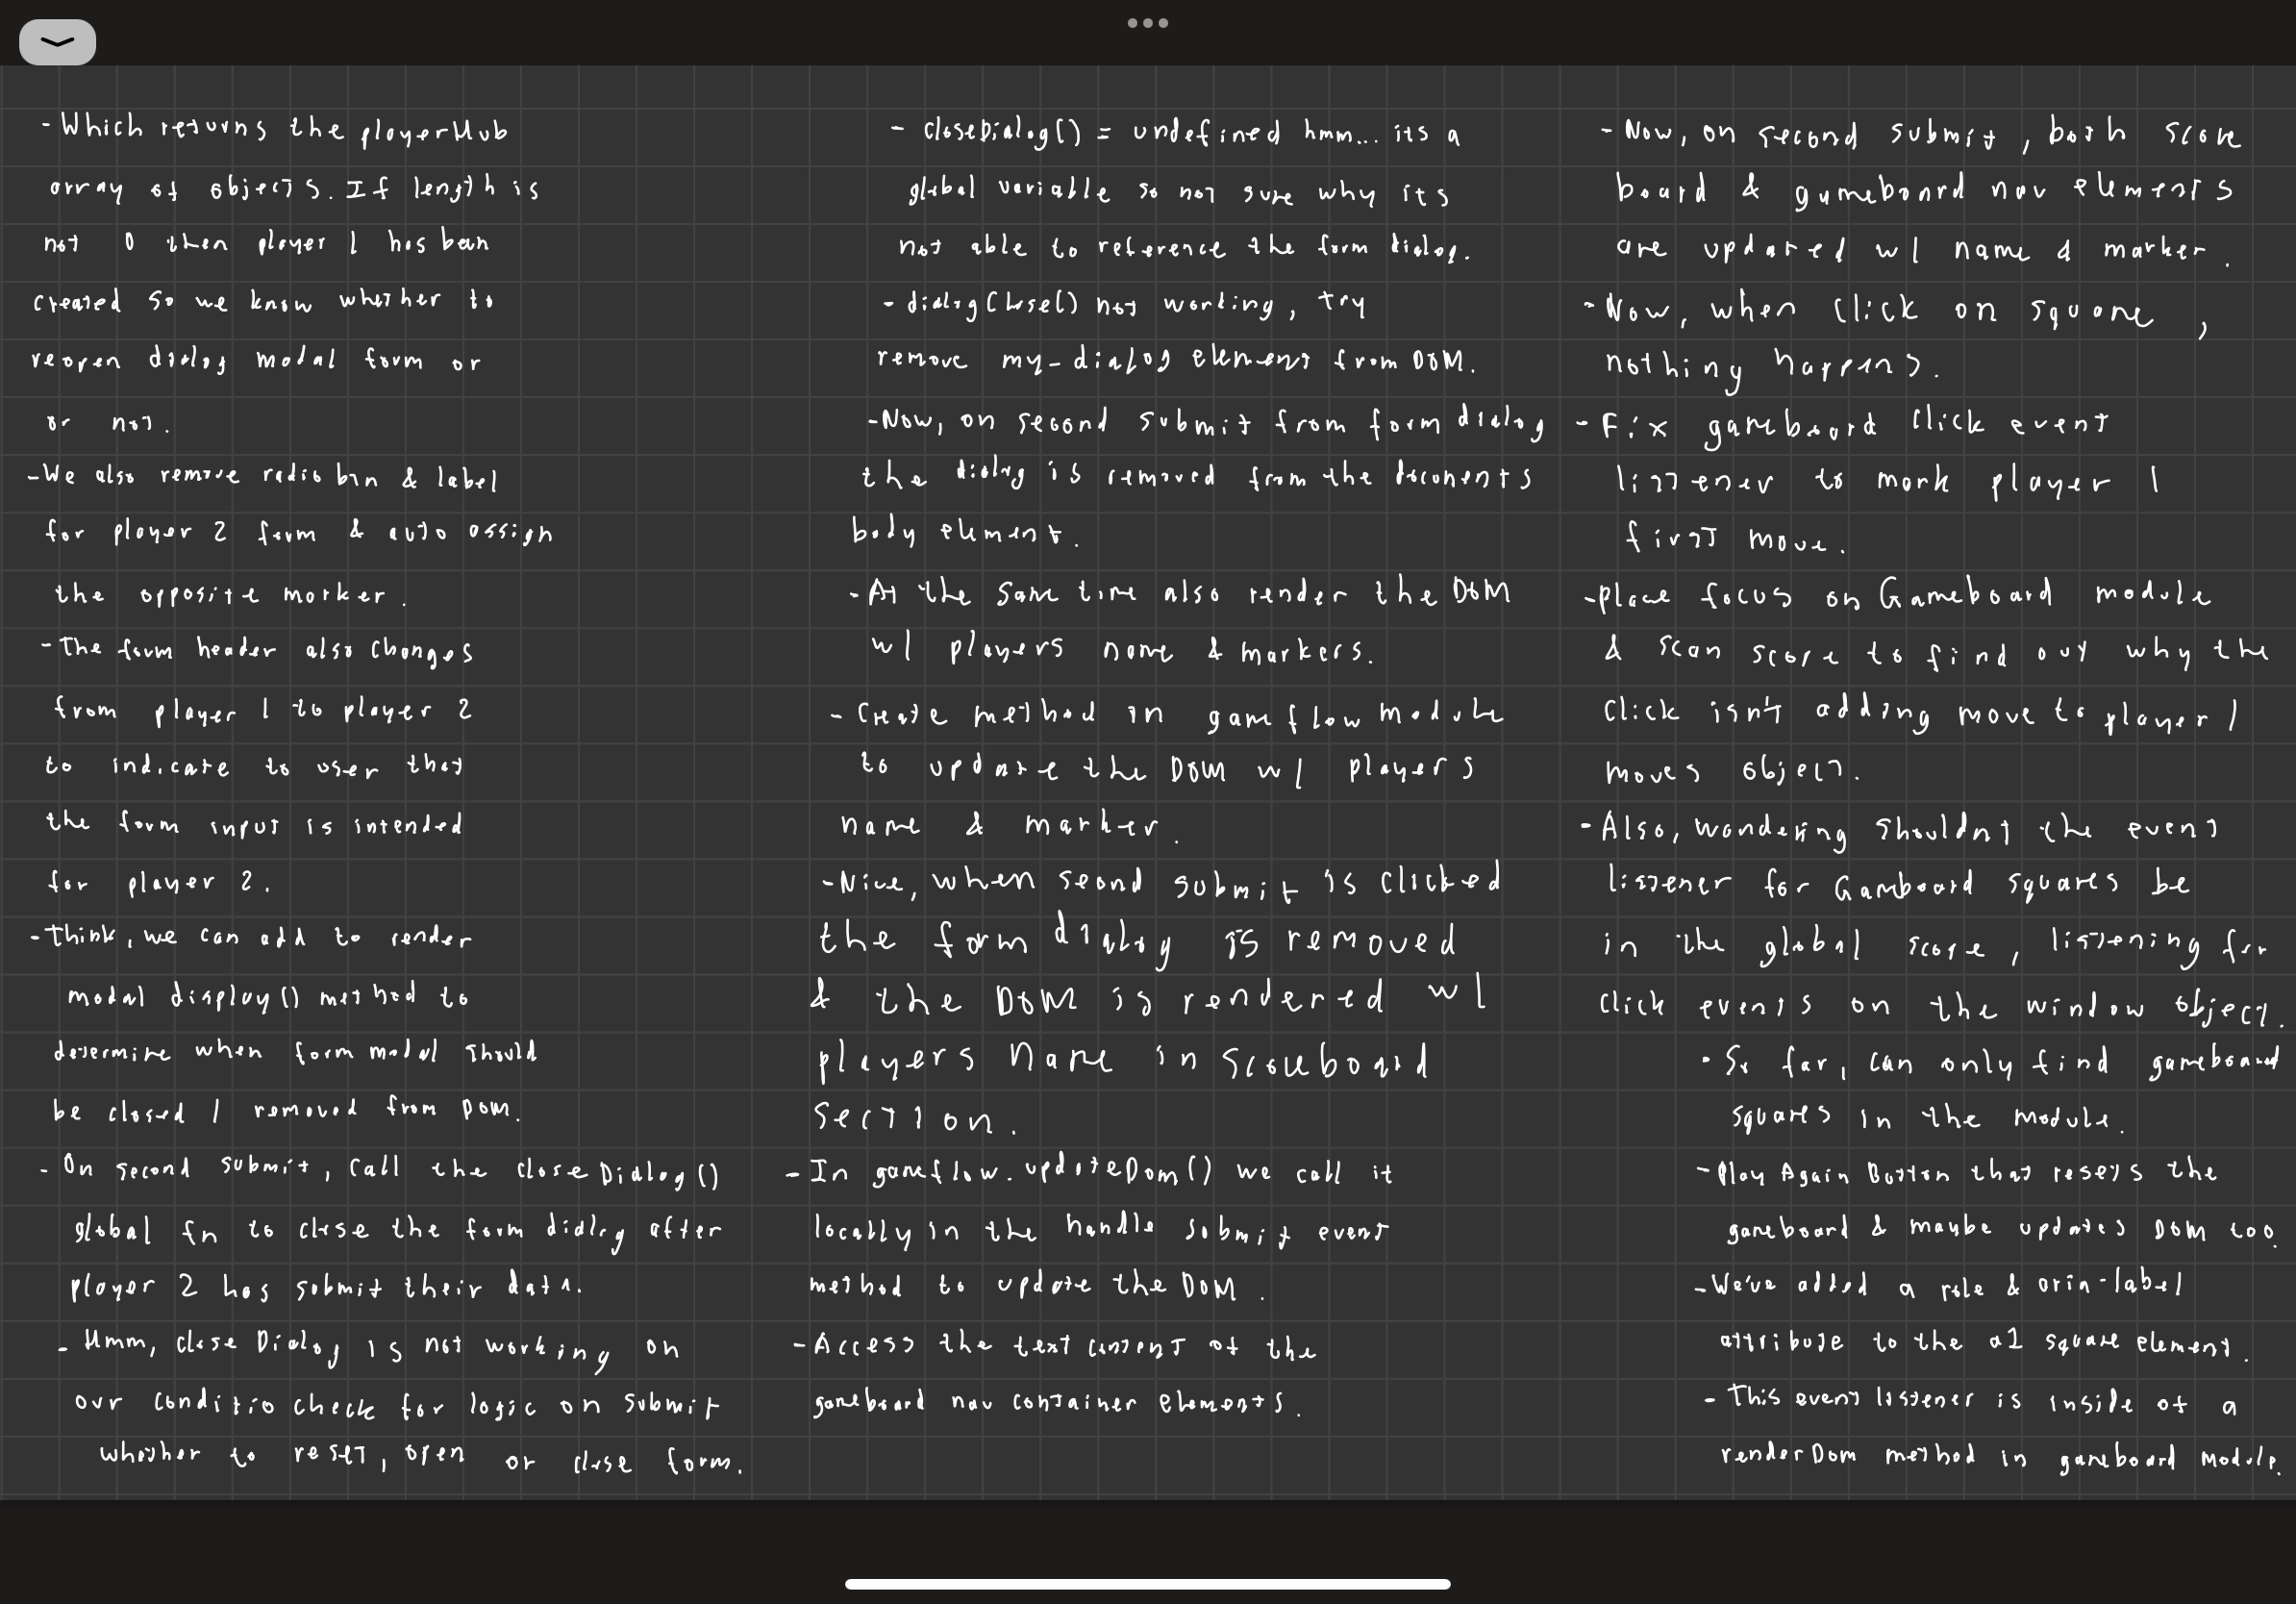 - Which returns the playerHub
array of objects. If length is
not 0 then player 1 has been
created so we know whether to
reopen dialog modal form or
or not.
- We also remove radio btn & label
for player 2 form & auto assign
the opposite marker.
- The form header also changes
from player 1 to player 2
to indicate to user that
the form input is intended
for player 2.
- Think, we can add to render
modal display() method to
determine when form modal should
be closed / removed from DOM.
- On second submit, call the closeDialog()
global fn to close the form dialog after
player 2 has submit their data.
- Hmm, close Dialog is not working on
our conditio check for logic on submit
whether to reset, open or close form.
- closeDialog() = undefined hmm... its a
global variable so not sure why its
not able to reference the form dialog.
- dialogClose() not working, try
remove my-dialog element from DOM.
- Now, on second submit from form dialog
the dialog is removed from the documents
body element.
- At the same time also render the DOM
w/ players name & markers.
- Create method in gameflow module
to update the DOM w/ players
name & marker.
- Nice, when seond submit is clicked
the form dialog is removed
& the DOM is rendered w/
players name in scoreboard
section.
- In gameflow.updateDom() we call it
locally in the handle submit event
method to update the DOM.
- Access the text content of the
gameboard nav container elements.
- Now, on second submit, both score
board & gameboard nav elements
are updated w/ name & marker.
- Now, when click on square,
nothing happens.
- Fix gameboard click event
listener to mark player 1
first move.
- place focus on Gameboard module
& scan scope to find out why the
click isn't adding move to player 1
moves object.
- Also, wondering shouldnt the event
listener for Gameboard squares be
in the global scope, listening for
click events on the window object.
- So far, can only find gameboard
squares in the module.
- Play Again Button that resets the
gameboard & maybe updates DOM too.
- We've added a role & aria-label
attribute to the a1 square element.
- This event listener is inside of a
renderDom method in gameboard module.